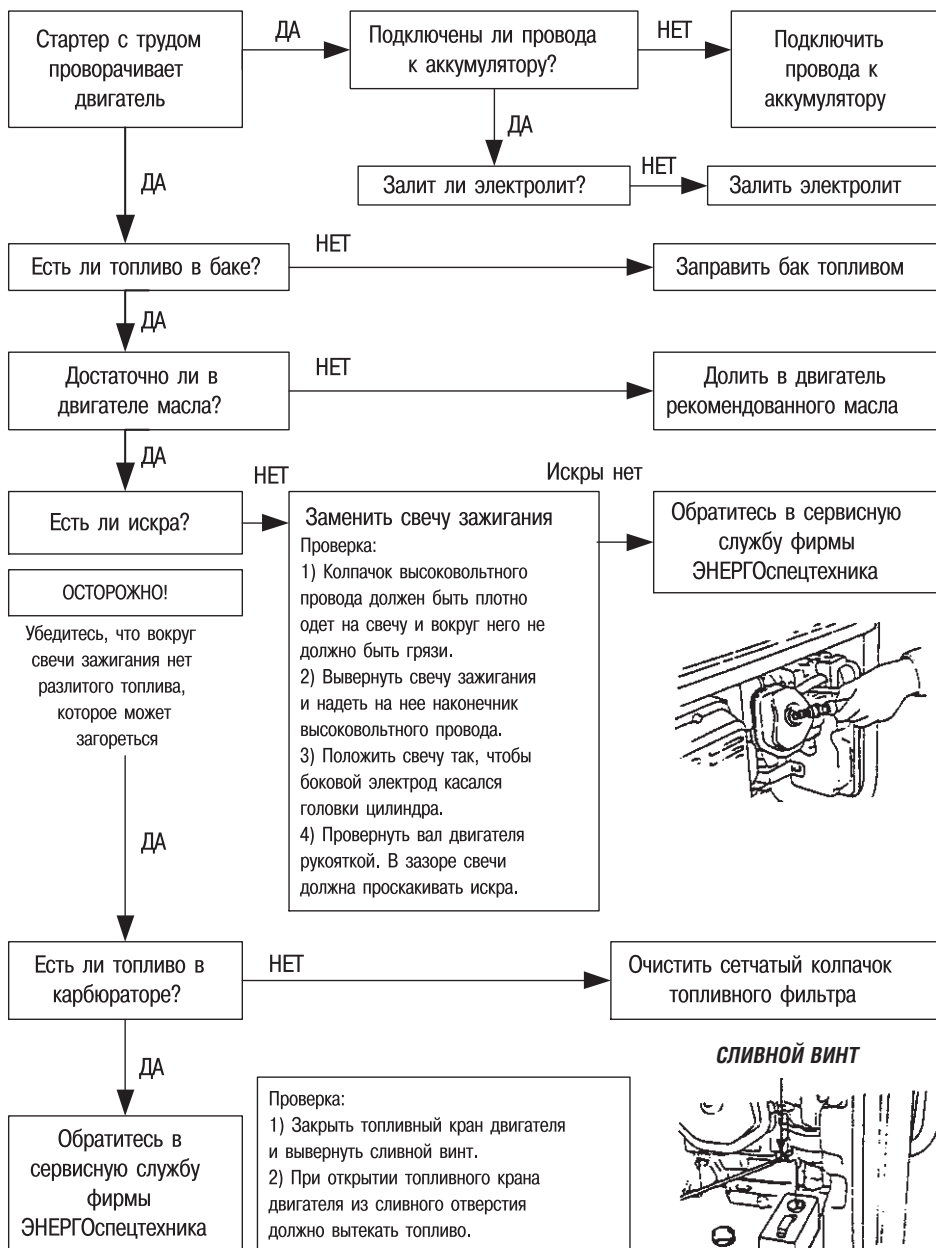 Стартер с трудом
проворачивает
двигатель
ДА
Подключены ли провода
к аккумулятору?
НЕТ
Подключить
провода к
аккумулятору
ДА
ДА
Залит ли электролит?
НЕТ
Залить электролит
Есть ли топливо в баке?
НЕТ
Заправить бак топливом
ДА
Достаточно ли в
двигателе масла?
НЕТ
Долить в двигатель
рекомендованного масла
ДА
Есть ли искра?
НЕТ
Заменить свечу зажигания
Проверка:
1) Колпачок высоковольтного
провода должен быть плотно
одет на свечу и вокруг него не
должно быть грязи.
2) Вывернуть свечу зажигания
и надеть на нее наконечник
высоковольтного провода.
3) Положить свечу так, чтобы
боковой электрод касался
головки цилиндра.
4) Провернуть вал двигателя
рукояткой. В зазоре свечи
должна проскакивать искра.
Искры нет
Обратитесь в сервисную
службу фирмы
ЭНЕРГОспецтехника
ОСТОРОЖНО!
Убедитесь, что вокруг
свечи зажигания нет
разлитого топлива,
которое может
загореться
ДА
Есть ли топливо в
карбюраторе?
НЕТ
Очистить сетчатый колпачок
топливного фильтра
ДА
Обратитесь в
сервисную службу
фирмы
ЭНЕРГОспецтехника
Проверка:
1) Закрыть топливный кран двигателя
и вывернуть сливной винт.
2) При открытии топливного крана
двигателя из сливного отверстия
должно вытекать топливо.
СЛИВНОЙ ВИНТ